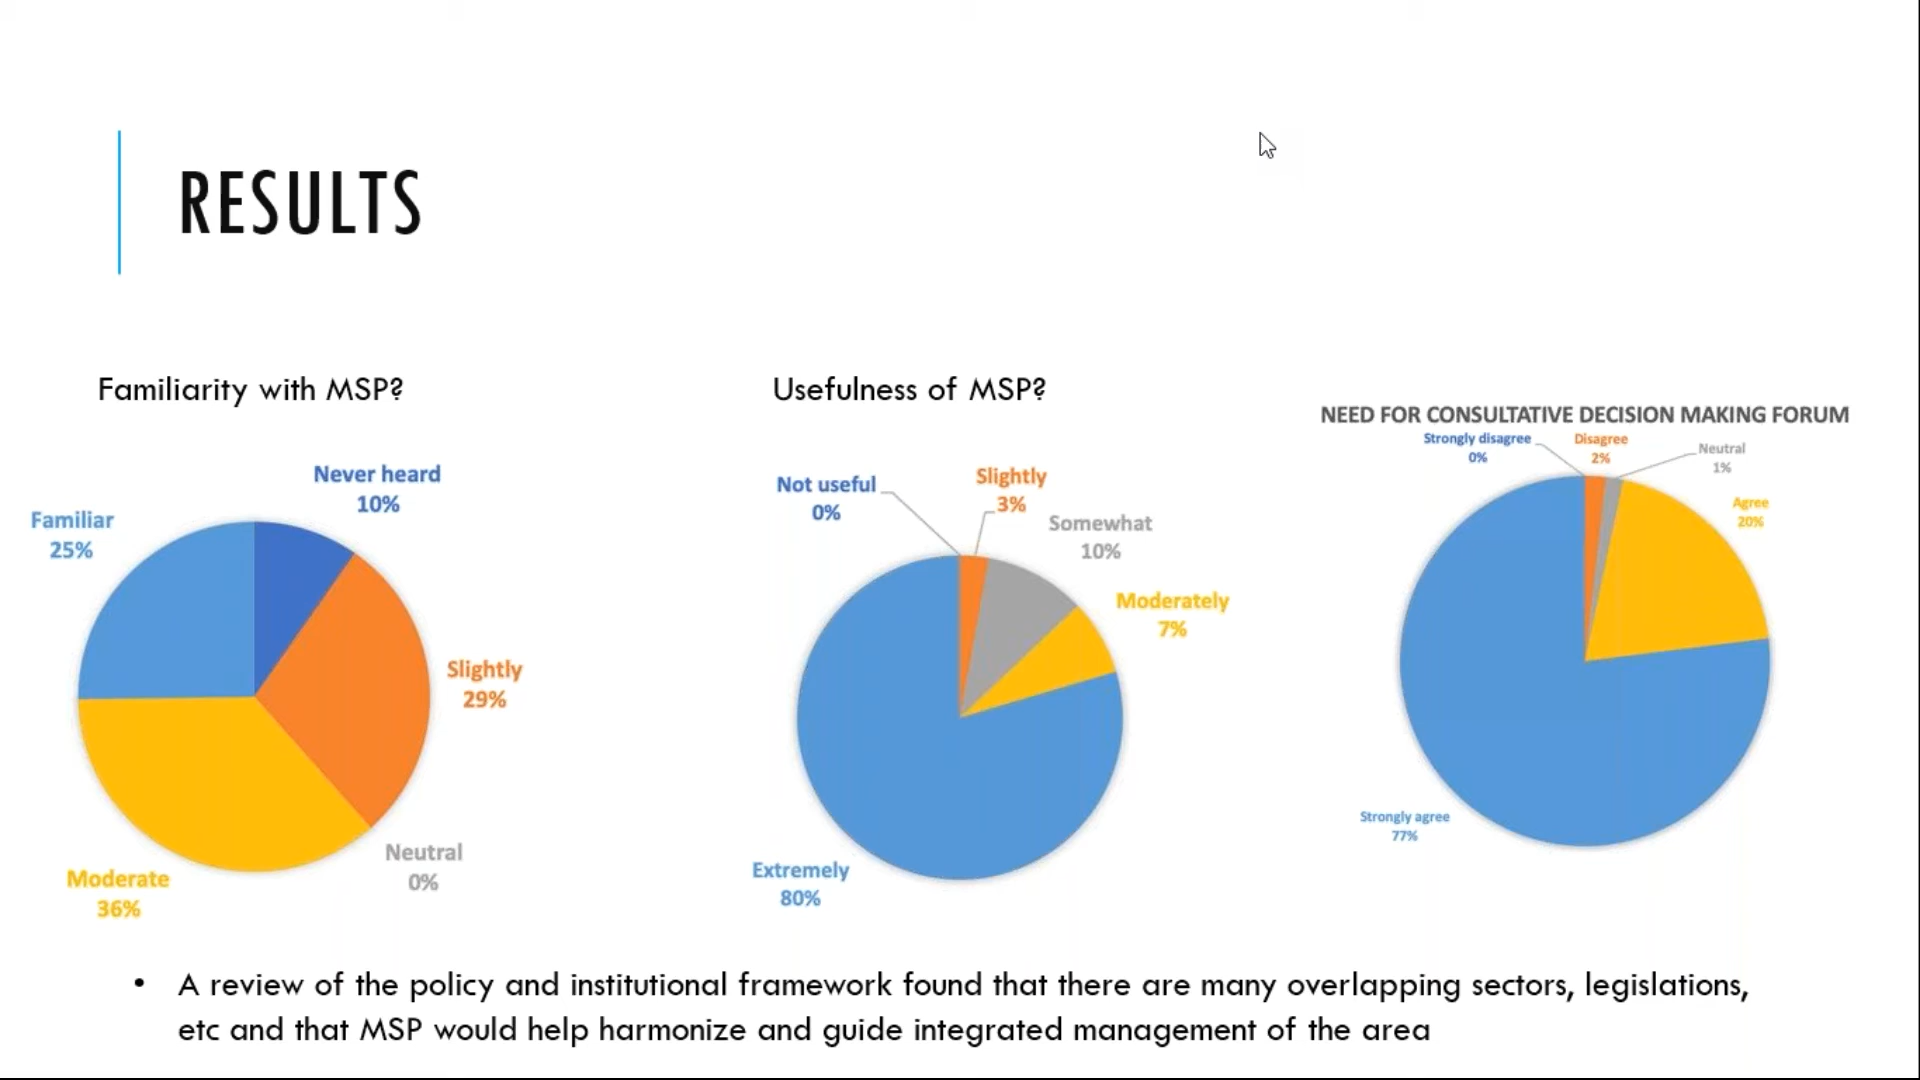 RESULTS
Familiarity with MSP?
Never heard
10%
Familiar
25%
Slightly
29%
Neutral
0%
Moderate
36%
Usefulness of MSP?
Not useful
0%
Slightly
3%
Somewhat
10%
Moderately
7%
Extremely
80%
NEED FOR CONSULTATIVE DECISION MAKING FORUM
Strongly disagree
0%
Disagree
2%
Neutral
1%
Agree
20%
Strongly agree
77%
• A review of the policy and institutional framework found that there are many overlapping sectors, legislations,
etc and that MSP would help harmonize and guide integrated management of the area